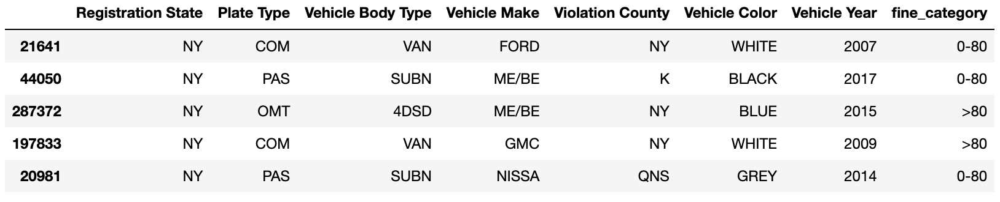 Registration State Plate Type Vehicle Body Type Vehicle Make Violation County Vehicle Color Vehicle Year fine_category
21641 NY COM VAN FORD NY WHITE 2007 0-80
44050 NY PAS SUBN ME/BE K BLACK 2017 0-80
287372 NY OMT 4DSD ME/BE NY BLUE 2015 >80
197833 NY COM VAN GMC NY WHITE 2009 >80
20981 NY PAS SUBN NISSA QNS GREY 2014 0-80